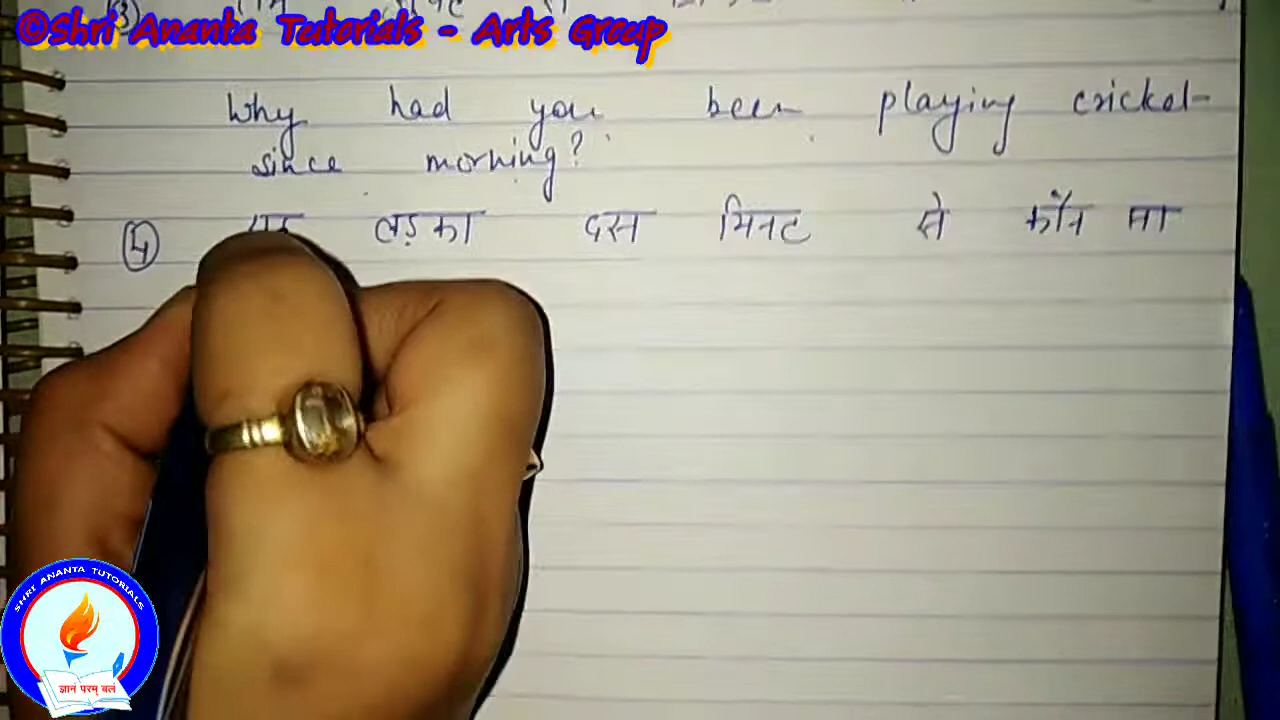 ©Shri Ananta Tutorials - Arts Group
Why had you been playing cricket
since morning?
(4) यह लड़का दस मिनट से कौन सा
SHRI ANANTA TUTORIALS
ज्ञानं परम् बलं